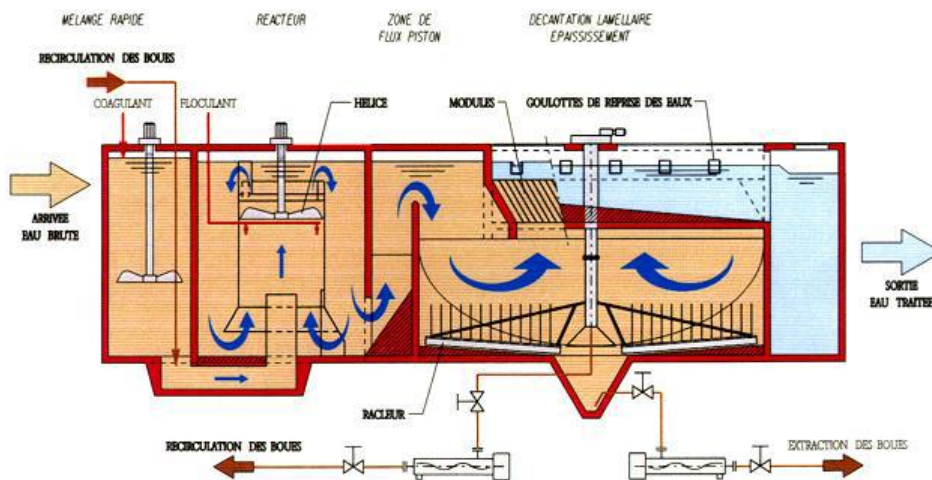 MELANGE RAPIDE
REACTEUR
ZONE DE
FLUX PISTON
DECANTATION LAMELLAIRE
EPAISSISSEMENT
RECIRCULATION DES BOUES
COAGULANT
FLOCULANT
HELICE
MODULES
GOULOTTES DE REPRISE DES EAUX
ARRIVEE
EAU BRUTE
SORTIE
EAU TRAITEE
RACLEUR
RECIRCULATION DES BOUES
EXTRACTION DES BOUES